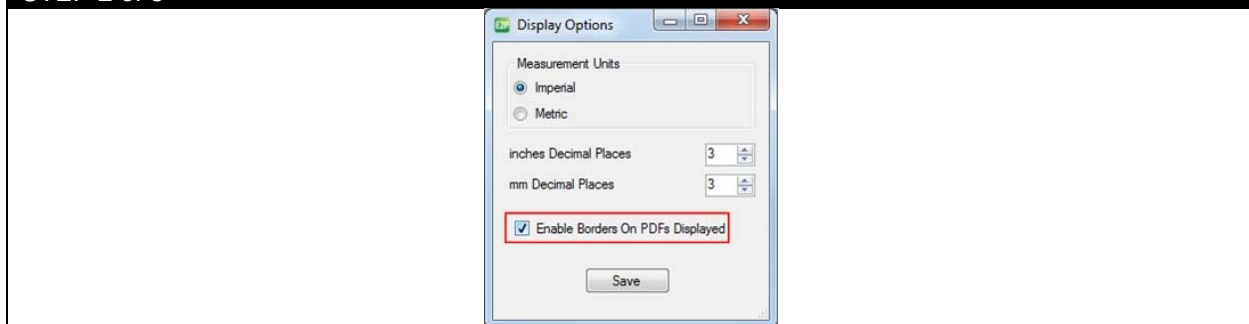 Display Options
Measurement Units
Imperial
Metric
inches Decimal Places 3
mm Decimal Places 3
Enable Borders On PDFs Displayed
Save